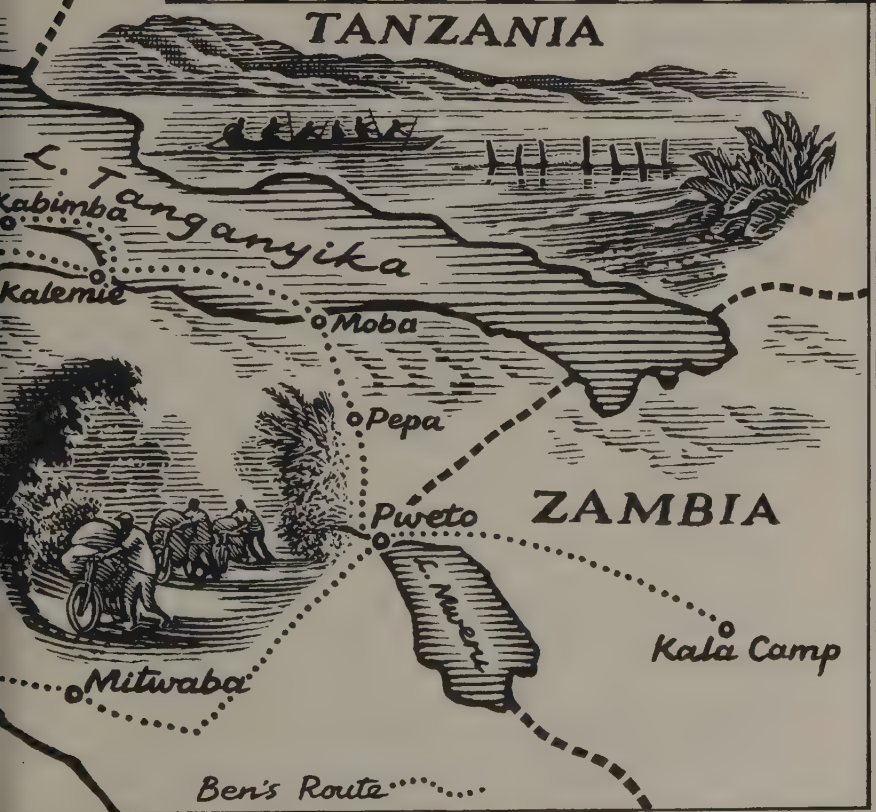 TANZANIA
L. Tanganyika
Kabimba
Kalemie
Moba
Pepa
Pweto
ZAMBIA
L. Mweru
Kala Camp
Mitwaba
Ben's Route